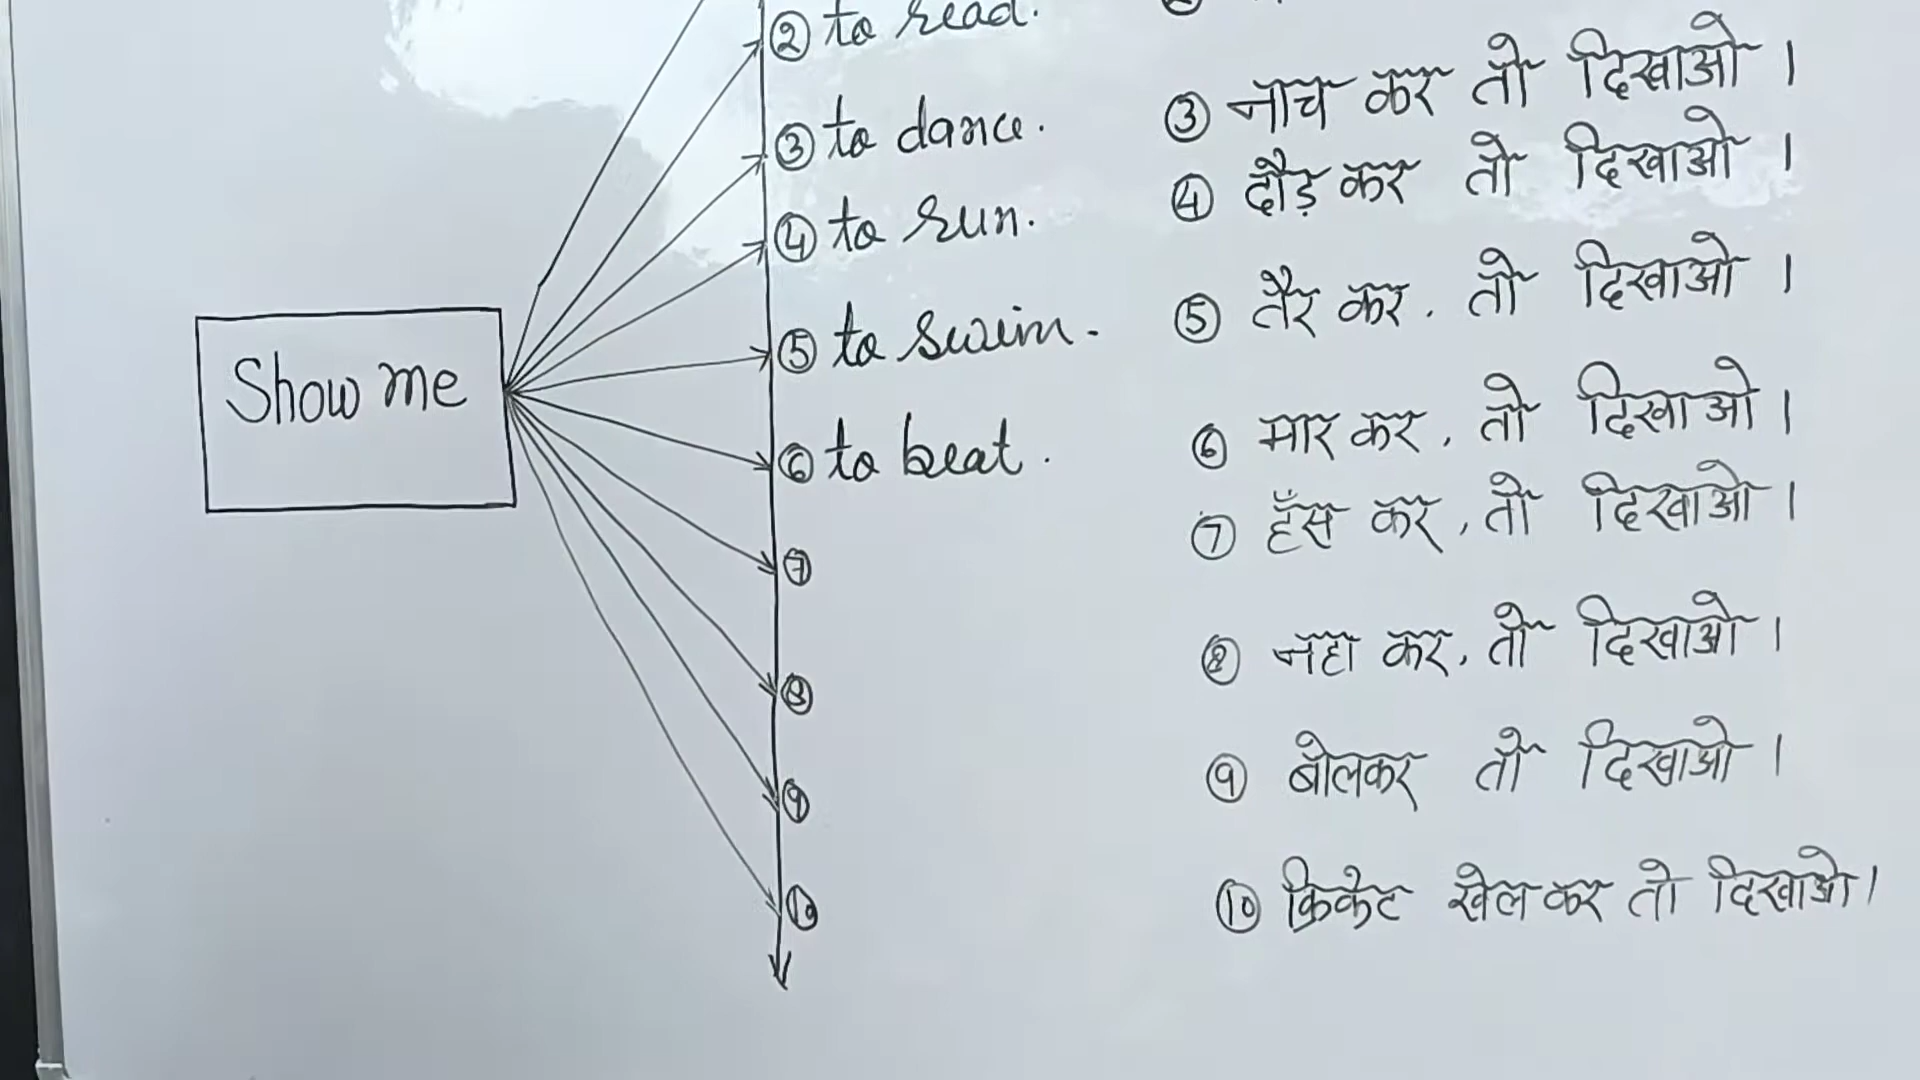 Show me
② to read.
③ to dance.
④ to run.
⑤ to swim.
⑥ to beat.
⑦
⑧
⑨
⑩
③ नाच कर तो दिखाओ ।
④ दौड़ कर तो दिखाओ ।
⑤ तैर कर. तो दिखाओ ।
⑥ मार कर. तो दिखाओ ।
⑦ हँस कर, तो दिखाओ ।
⑧ नहा कर, तो दिखाओ ।
⑨ बोलकर तो दिखाओ ।
⑩ क्रिकेट खेल कर तो दिखाओ।